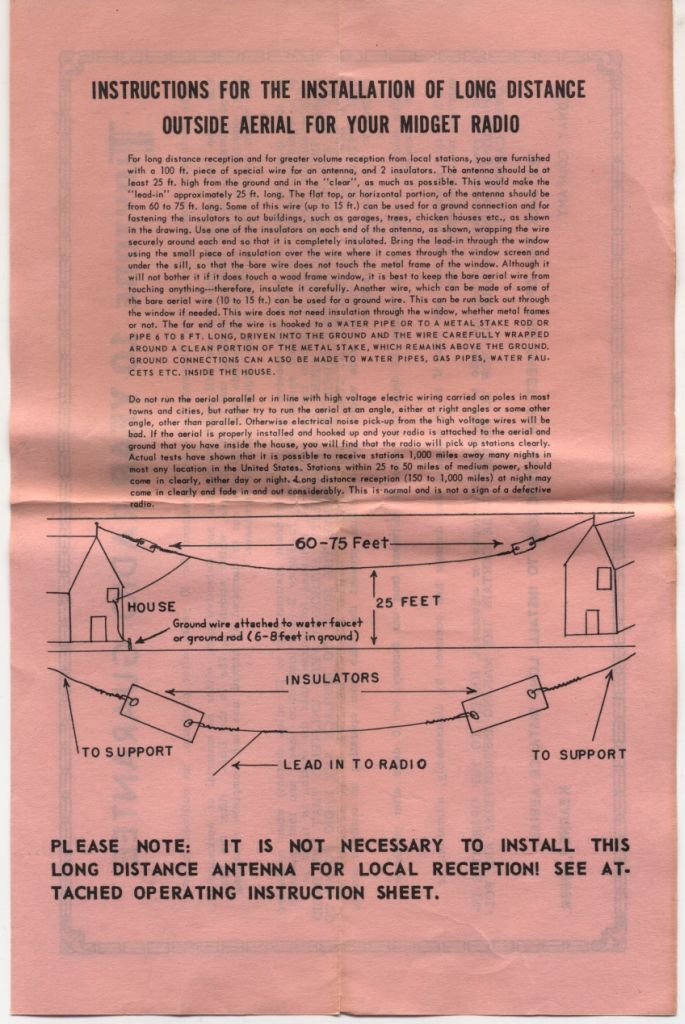 INSTRUCTIONS FOR THE INSTALLATION OF LONG DISTANCE
OUTSIDE AERIAL FOR YOUR MIDGET RADIO
For long distance reception and for greater volume reception from local stations, you are furnished
with a 100 ft. piece of special wire for an antenna, and 2 insulators. The antenna should be at
least 25 ft. high from the ground and in the "clear", as much as possible. This would make the
"lead-in" approximately 25 ft. long. The flat top, or horizontal portion, of the antenna should be
from 60 to 75 ft. long. Some of this wire (up to 15 ft.) can be used for a ground connection and for
fastening the insulators to out buildings, such as garages, trees, chicken houses etc., as shown
in the drawing. Use one of the insulators on each end of the antenna, as shown, wrapping the wire
securely around each end so that it is completely insulated. Bring the lead-in through the window
using the small piece of insulation over the wire where it comes through the window screen and
under the sill, so that the bare wire does not touch the metal frame of the window. Although it
will not bother it if it does touch a wood frame window, it is best to keep the bare aerial wire from
touching anything---therefore, insulate it carefully. Another wire, which can be made of some of
the bare aerial wire (10 to 15 ft.) can be used for a ground wire. This can be run back out through
the window if needed. This wire does not need insulation through the window, whether metal frames
or not. The far end of the wire is hooked to a WATER PIPE OR TO A METAL STAKE ROD OR
PIPE 6 TO 8 FT. LONG, DRIVEN INTO THE GROUND AND THE WIRE CAREFULLY WRAPPED
AROUND A CLEAN PORTION OF THE METAL STAKE, WHICH REMAINS ABOVE THE GROUND.
GROUND CONNECTIONS CAN ALSO BE MADE TO WATER PIPES, GAS PIPES, WATER FAU-
CETS ETC. INSIDE THE HOUSE.
Do not run the aerial parallel or in line with high voltage electric wiring carried on poles in most
towns and cities, but rather try to run the aerial at an angle, either at right angles or some other
angle, other than parallel. Otherwise electrical noise pick-up from the high voltage wires will be
bad. If the aerial is properly installed and hooked up and your radio is attached to the aerial and
ground that you have inside the house, you will find that the radio will pick up stations clearly.
Actual tests have shown that it is possible to receive stations 1,000 miles away many nights in
most any location in the United States. Stations within 25 to 50 miles of medium power, should
come in clearly, either day or night. Long distance reception (150 to 1,000 miles) at night may
come in clearly and fade in and out considerably. This is normal and is not a sign of a defective
radio.
60-75 Feet
HOUSE
25 FEET
Ground wire attached to water faucet
or ground rod (6-8 feet in ground)
INSULATORS
TO SUPPORT
TO SUPPORT
LEAD IN TO RADIO
PLEASE NOTE: IT IS NOT NECESSARY TO INSTALL THIS
LONG DISTANCE ANTENNA FOR LOCAL RECEPTION! SEE AT-
TACHED OPERATING INSTRUCTION SHEET.